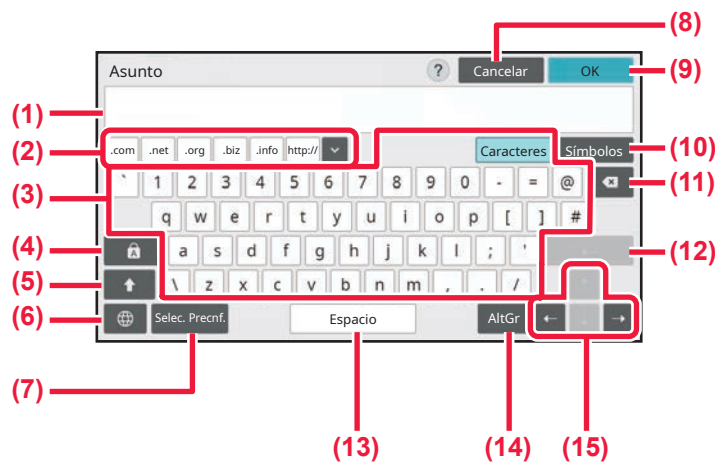 (8)
Asunto ? Cancelar OK (9)
(1)
(2) .com .net .org .biz .info http:// Caracteres Símbolos (10)
(3) ` 1 2 3 4 5 6 7 8 9 0 - = @ (11)
q w e r t y u i o p [ ] #
(4) A a s d f g h j k l ; ' (12)
(5) \ z x c v b n m , . /
(6) Selec. Precnf. Espacio AltGr ← →
(7)
(13) (14) (15)